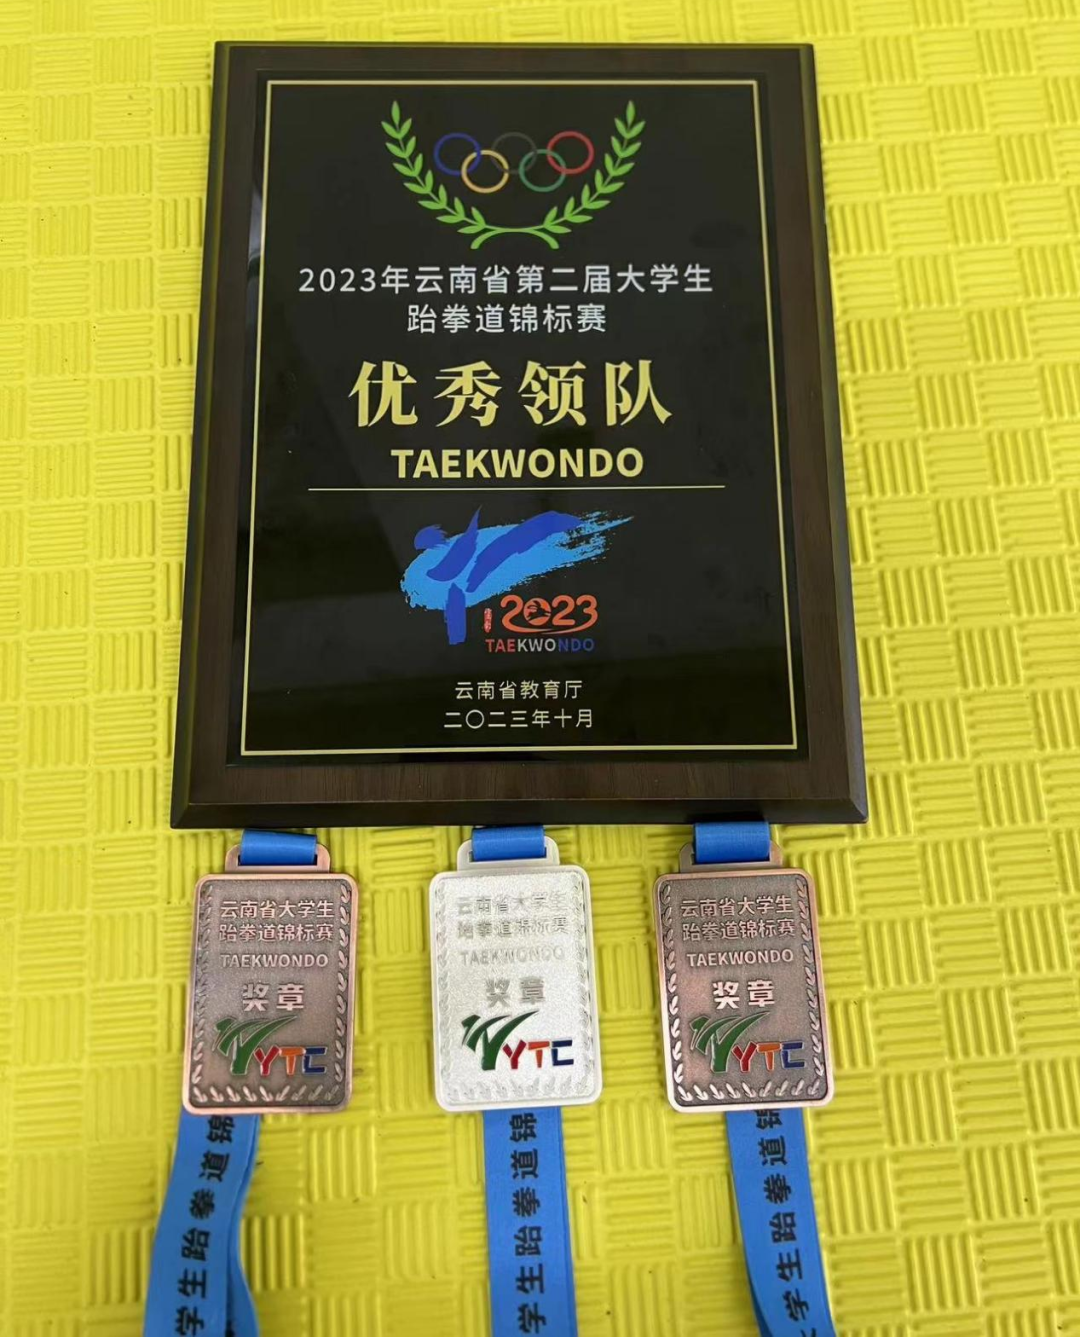 2023年云南省第二届大学生
跆拳道锦标赛
优秀领队
TAEKWONDO
2023
TAEKWONDO
云南省教育厅
二〇二三年十月
云南省大学生
跆拳道锦标赛
TAEKWONDO
奖章
YTC
云南省大学生
跆拳道锦标赛
TAEKWONDO
奖章
YTC
云南省大学生
跆拳道锦标赛
TAEKWONDO
奖章
YTC
学生跆拳道锦
学生跆拳道锦
学生跆拳道锦